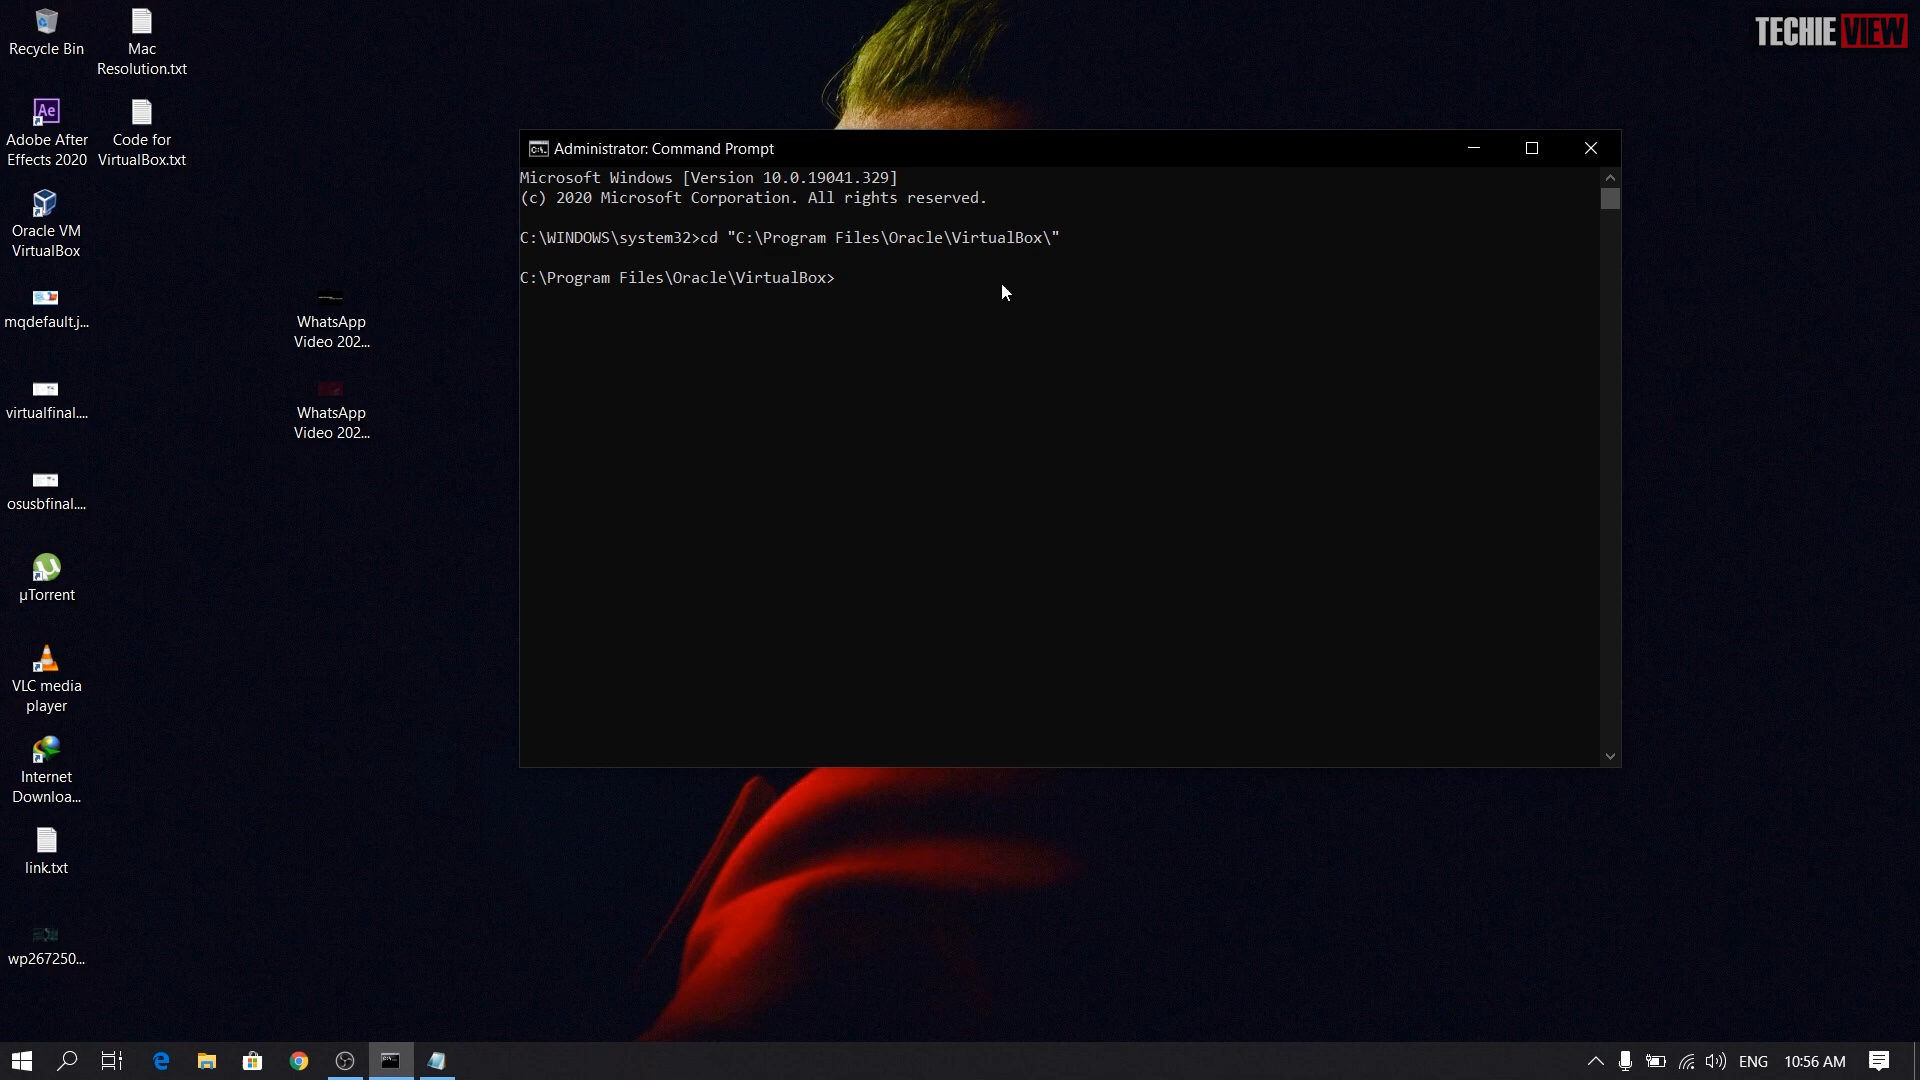 Recycle Bin
Mac
Resolution.txt
Adobe After
Effects 2020
Code for
VirtualBox.txt
Oracle VM
VirtualBox
mqdefault.j...
WhatsApp
Video 202...
virtualfinal....
WhatsApp
Video 202...
osusbfinal....
µTorrent
VLC media
player
Internet
Downloa...
link.txt
wp267250...
TECHIE VIEW
Administrator: Command Prompt
Microsoft Windows [Version 10.0.19041.329]
(c) 2020 Microsoft Corporation. All rights reserved.
C:\WINDOWS\system32>cd "C:\Program Files\Oracle\VirtualBox\"
C:\Program Files\Oracle\VirtualBox>
ENG
10:56 AM